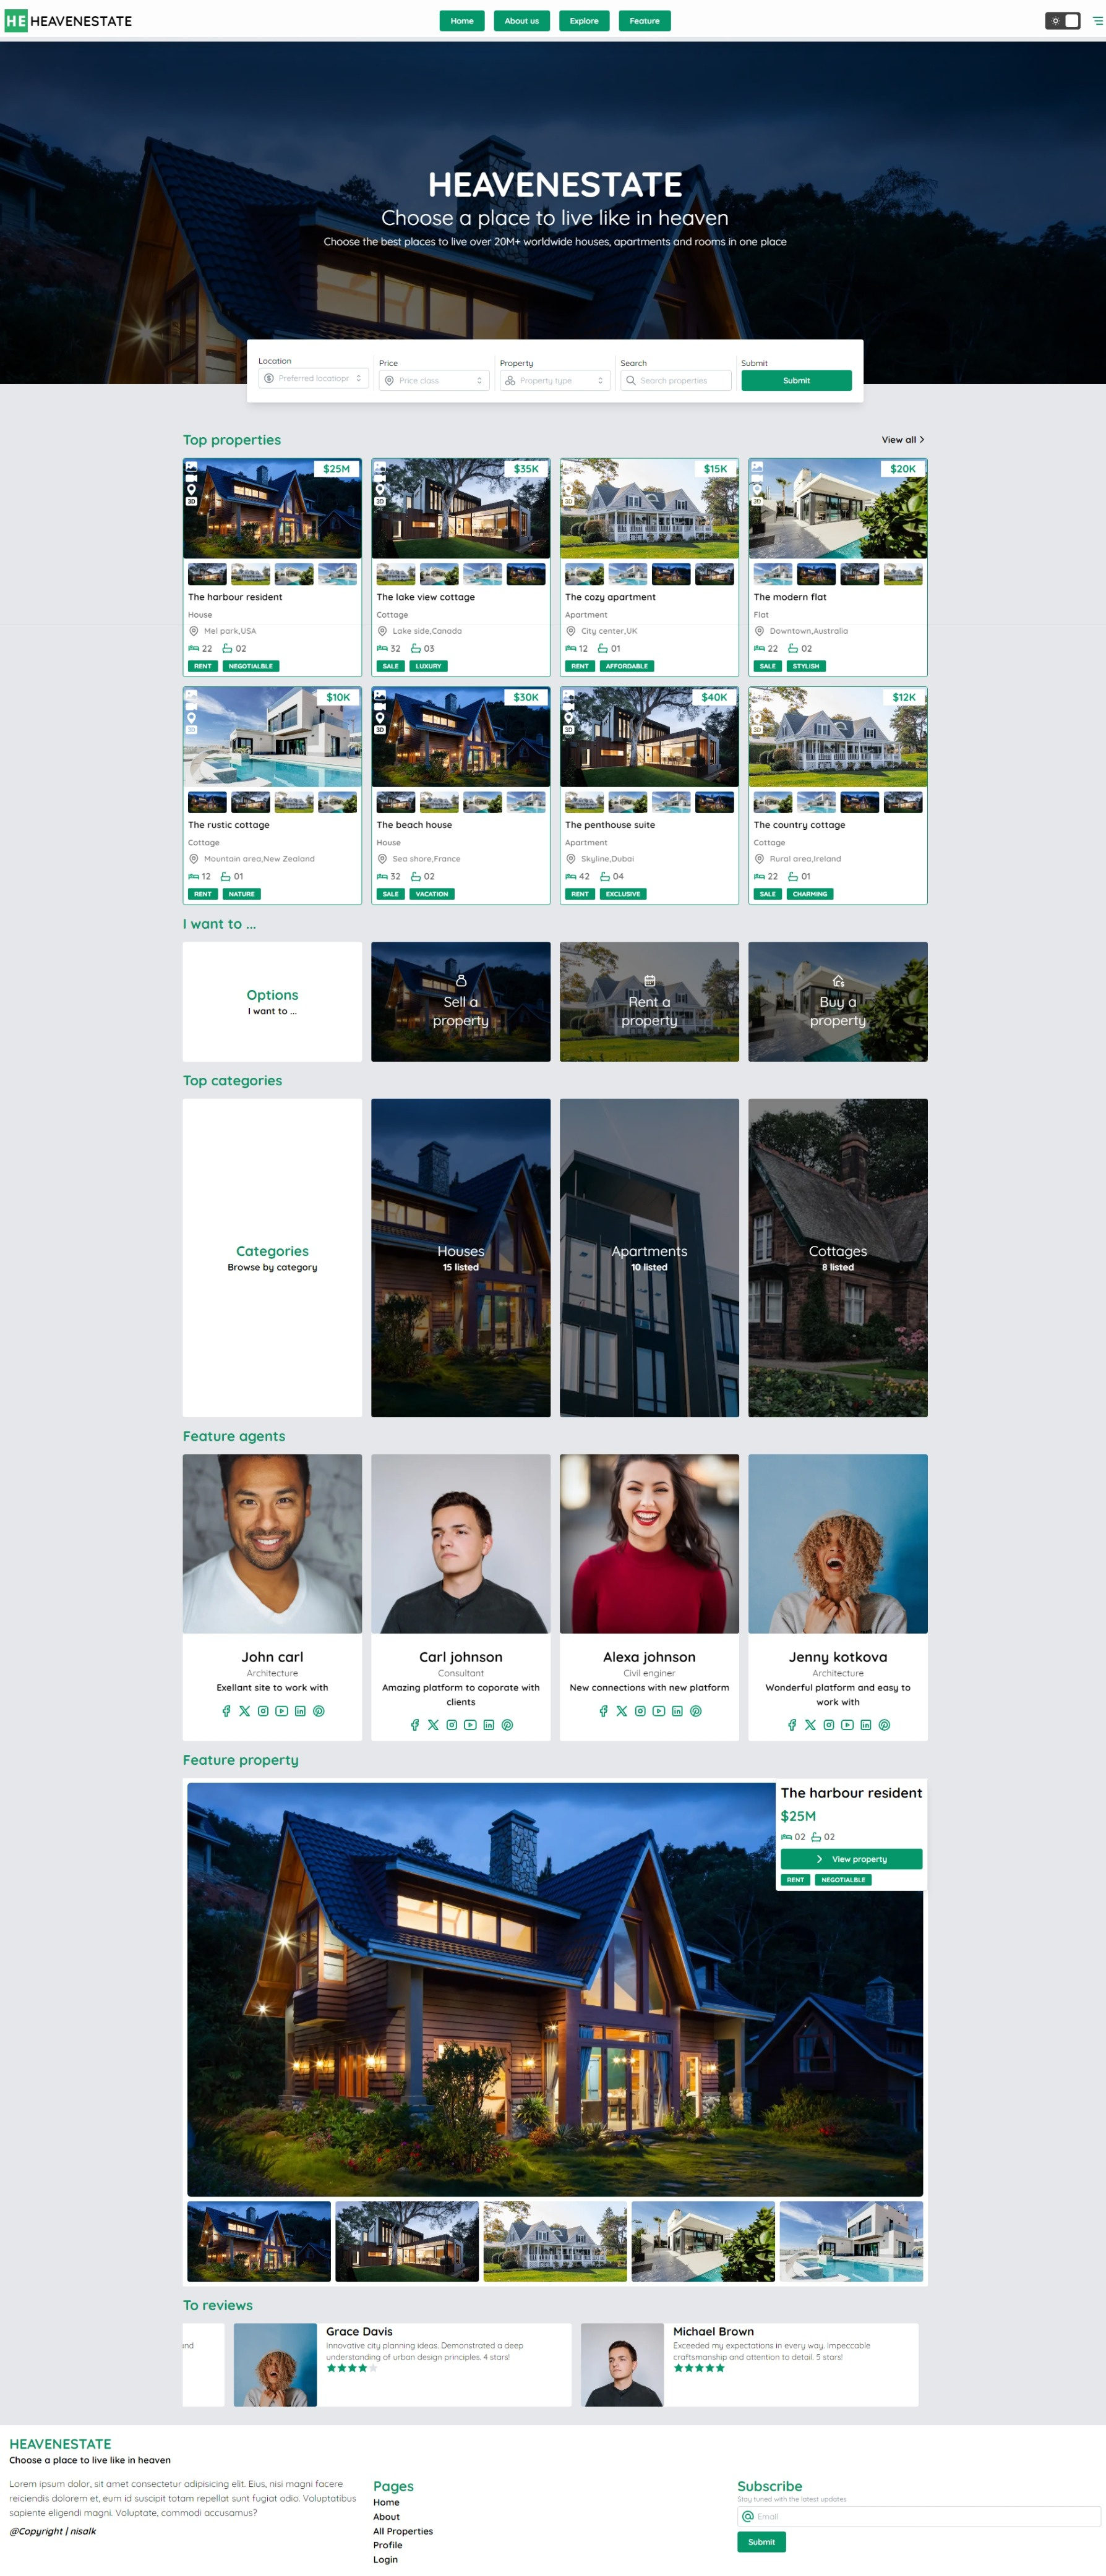 HE HEAVENESTATE
Home
About us
Explore
Feature
HEAVENESTATE
Choose a place to live like in heaven
Choose the best places to live over 20M+ worldwide houses, apartments and rooms in one place
Location
Preferred location
Price
Price class
Property
Property type
Search
Search properties
Submit
Submit
Top properties
View all
$25M
3D
The harbour resident
House
Mel park,USA
22 02
RENT NEGOTIALBLE
$35K
3D
The lake view cottage
Cottage
Lake side,Canada
32 03
SALE LUXURY
$15K
3D
The cozy apartment
Apartment
City center,UK
12 01
RENT AFFORDABLE
$20K
3D
The modern flat
Flat
Downtown,Australia
22 02
SALE STYLISH
$10K
3D
The rustic cottage
Cottage
Mountain area,New Zealand
12 01
RENT NATURE
$30K
3D
The beach house
House
Sea shore,France
32 02
SALE VACATION
$40K
3D
The penthouse suite
Apartment
Skyline,Dubai
42 04
RENT EXCLUSIVE
$12K
3D
The country cottage
Cottage
Rural area,Ireland
22 01
SALE CHARMING
I want to ...
Options
I want to ...
Sell a
property
Rent a
property
Buy a
property
Top categories
Categories
Browse by category
Houses
15 listed
Apartments
10 listed
Cottages
8 listed
Feature agents
John carl
Architecture
Exellant site to work with
Carl johnson
Consultant
Amazing platform to coporate with
clients
Alexa johnson
Civil enginer
New connections with new platform
Jenny kotkova
Architecture
Wonderful platform and easy to
work with
Feature property
The harbour resident
$25M
02 02
View property
RENT NEGOTIALBLE
To reviews
and
Grace Davis
Innovative city planning ideas. Demonstrated a deep
understanding of urban design principles. 4 stars!
Michael Brown
Exceeded my expectations in every way. Impeccable
craftsmanship and attention to detail. 5 stars!
HEAVENESTATE
Choose a place to live like in heaven
Lorem ipsum dolor, sit amet consectetur adipisicing elit. Eius, nisi magni facere
reiciendis dolorem et, eum id suscipit totam repellat sunt fugiat odio. Voluptatibus
sapiente eligendi magni. Voluptate, commodi accusamus?
@Copyright | nisalk
Pages
Home
About
All Properties
Profile
Login
Subscribe
Stay tuned with the latest updates
Email
Submit